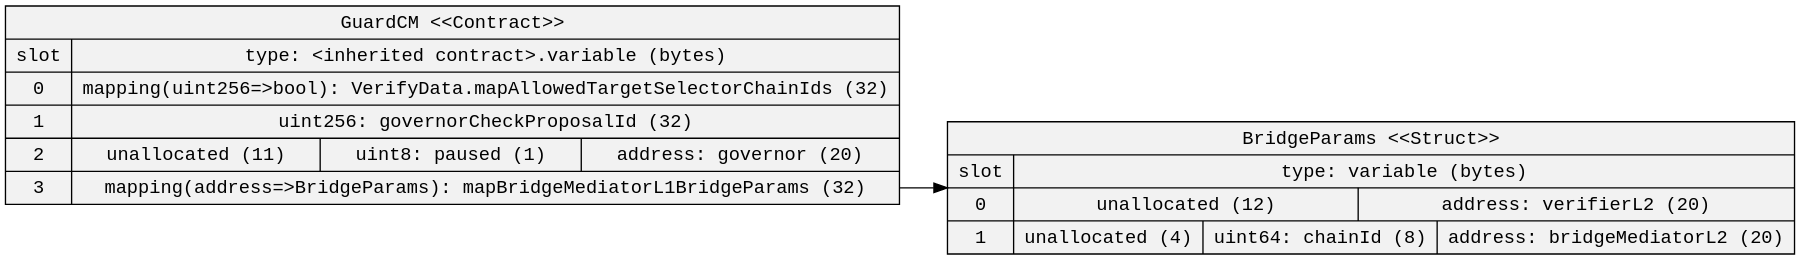 GuardCM <<Contract>>
slot type: <inherited contract>.variable (bytes)
0 mapping(uint256=>bool): VerifyData.mapAllowedTargetSelectorChainIds (32)
1 uint256: governorCheckProposalId (32)
2 unallocated (11) uint8: paused (1) address: governor (20)
3 mapping(address=>BridgeParams): mapBridgeMediatorL1BridgeParams (32)
BridgeParams <<Struct>>
slot type: variable (bytes)
0 unallocated (12) address: verifierL2 (20)
1 unallocated (4) uint64: chainId (8) address: bridgeMediatorL2 (20)